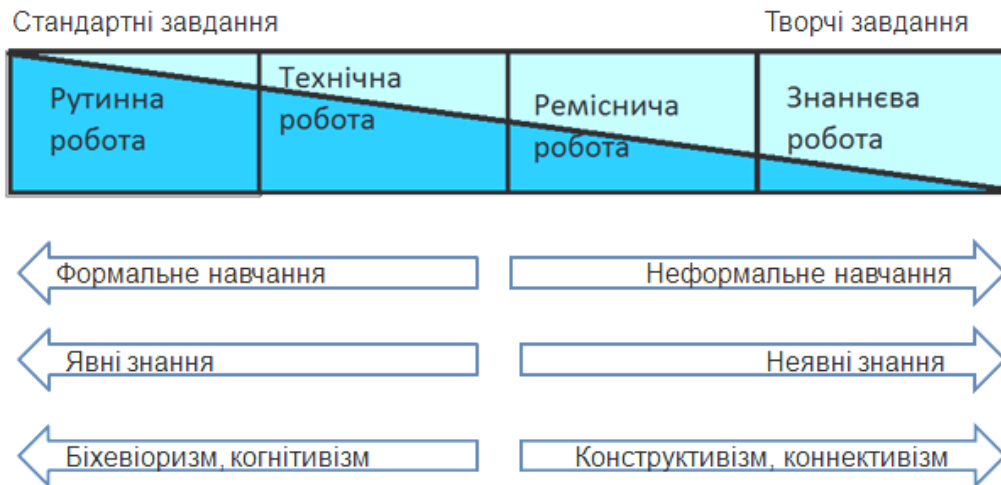 Стандартні завдання
Творчі завдання
Рутинна
робота
Технічна
робота
Реміснича
робота
Знаннєва
робота
Формальне навчання
Неформальне навчання
Явні знання
Неявні знання
Біхевіоризм, когнітивізм
Конструктивізм, коннективізм